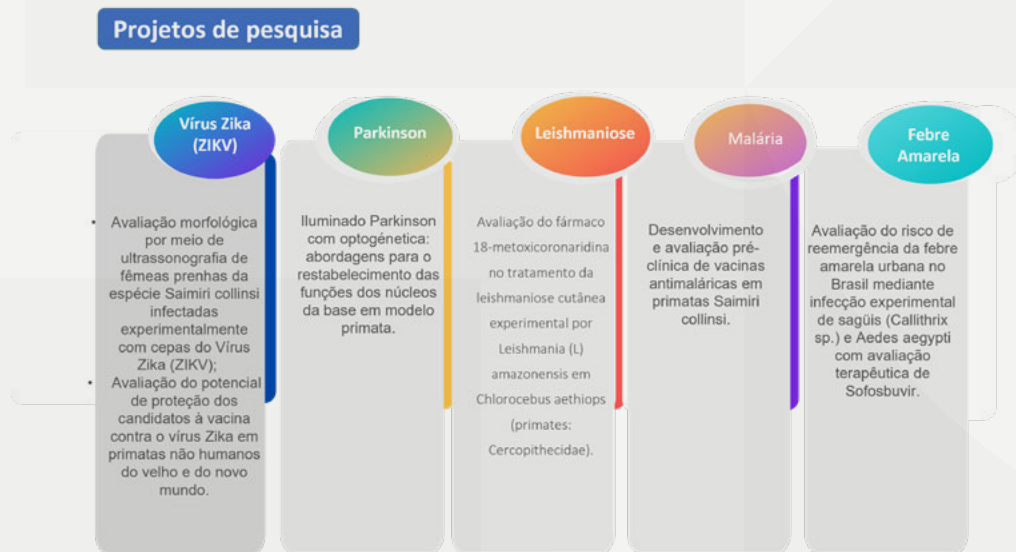 Projetos de pesquisa
Vírus Zika
(ZIKV)
• Avaliação morfológica
por meio de
ultrassonografia de
fêmeas prenhas da
espécie Saimiri collinsi
infectadas
experimentalmente
com cepas do Vírus
Zika (ZIKV);
• Avaliação do potencial
de proteção dos
candidatos à vacina
contra o vírus Zika em
primatas não humanos
do velho e do novo
mundo.
Parkinson
Iluminado Parkinson
com optogénetica:
abordagens para o
restabelecimento das
funções dos núcleos
da base em modelo
primata.
Leishmaniose
Avaliação do fármaco
18-metoxicoronaridina
no tratamento da
leishmaniose cutânea
experimental por
Leishmania (L)
amazonensis em
Chlorocebus aethiops
(primates:
Cercopithecidae).
Malária
Desenvolvimento
e avaliação pré-
clínica de vacinas
antimaláricas em
primatas Saimiri
collinsi.
Febre
Amarela
Avaliação do risco de
reemergência da febre
amarela urbana no
Brasil mediante
infecção experimental
de sagüis (Callithrix
sp.) e Aedes aegypti
com avaliação
terapêutica de
Sofosbuvir.